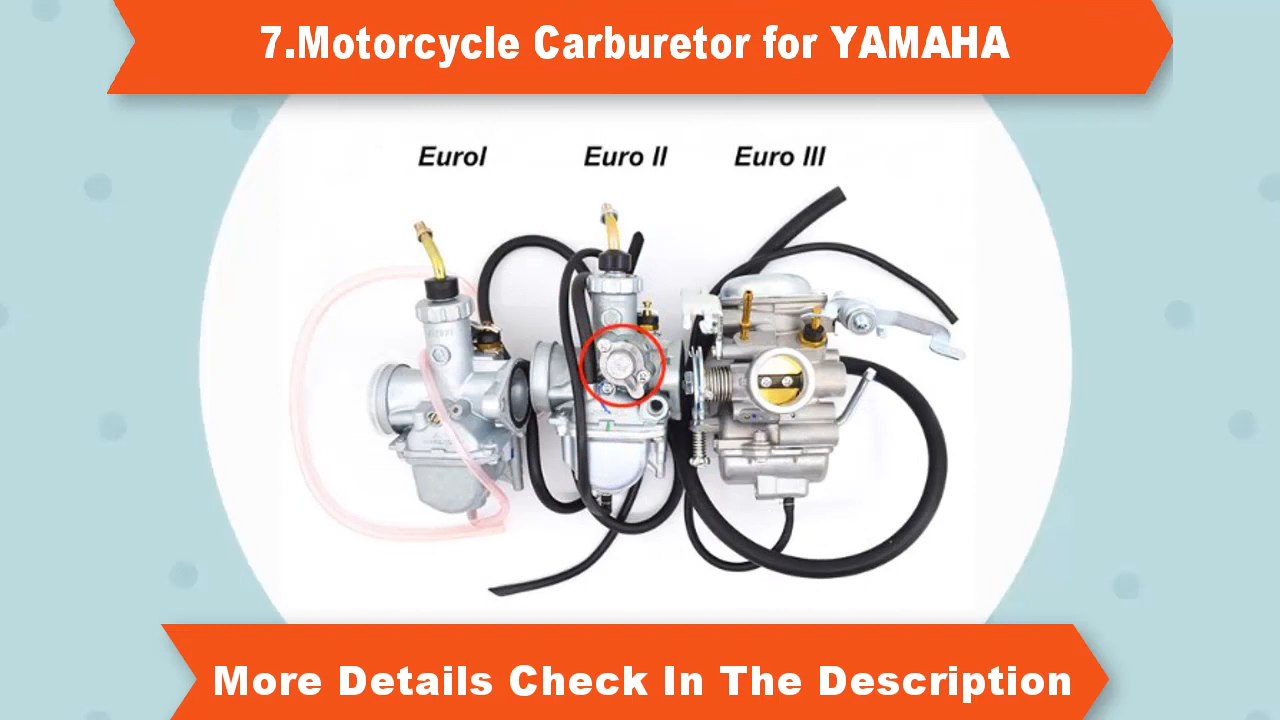 7.Motorcycle Carburetor for YAMAHA
EuroI Euro II Euro III
More Details Check In The Description